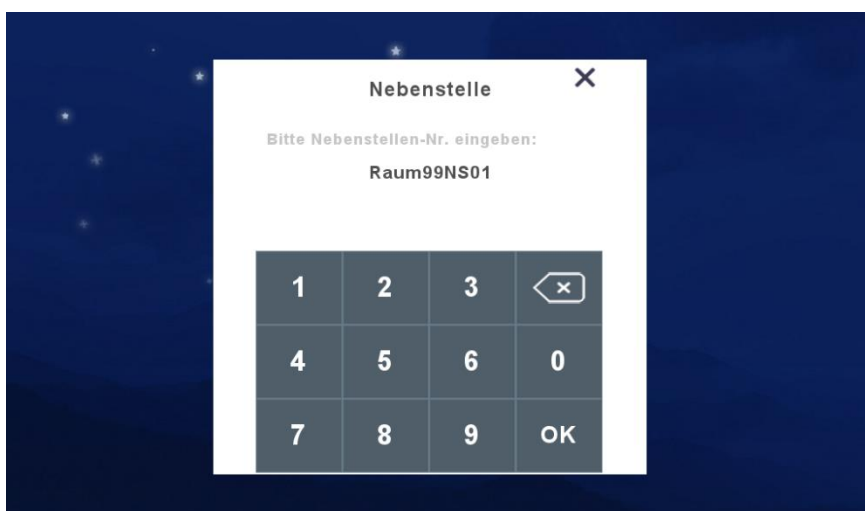 Nebenstelle
Bitte Nebenstellen-Nr. eingeben:
Raum99NS01
1 2 3
4 5 6 0
7 8 9 OK